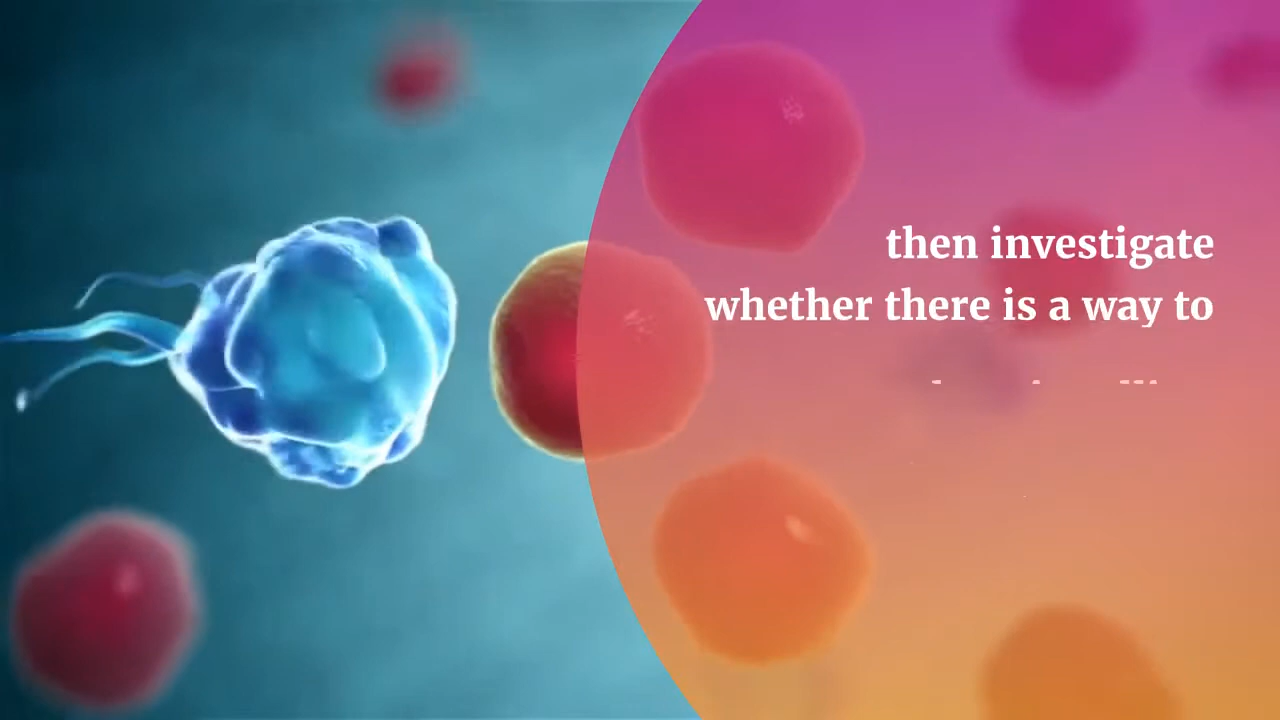 then investigate
whether there is a way to